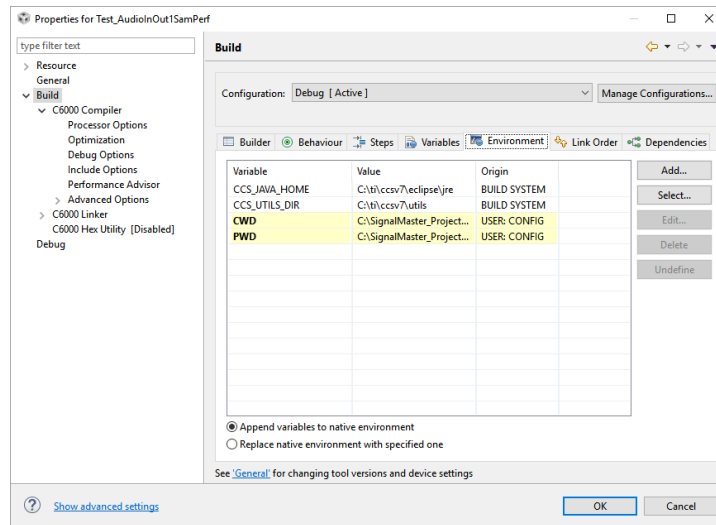 Properties for Test_AudioInOut1SamPerf
type filter text
Resource
General
Build
C6000 Compiler
Processor Options
Optimization
Debug Options
Include Options
Performance Advisor
Advanced Options
C6000 Linker
C6000 Hex Utility [Disabled]
Debug
Build
Configuration: Debug [ Active ] Manage Configurations...
Builder Behaviour Steps Variables Environment Link Order Dependencies
Variable Value Origin
CCS_JAVA_HOME C:\ti\ccsv7\eclipse\jre BUILD SYSTEM
CCS_UTILS_DIR C:\ti\ccsv7\utils BUILD SYSTEM
CWD C:\SignalMaster_Project... USER: CONFIG
PWD C:\SignalMaster_Project... USER: CONFIG
Add...
Select...
Edit...
Delete
Undefine
Append variables to native environment
Replace native environment with specified one
See 'General' for changing tool versions and device settings
Show advanced settings OK Cancel